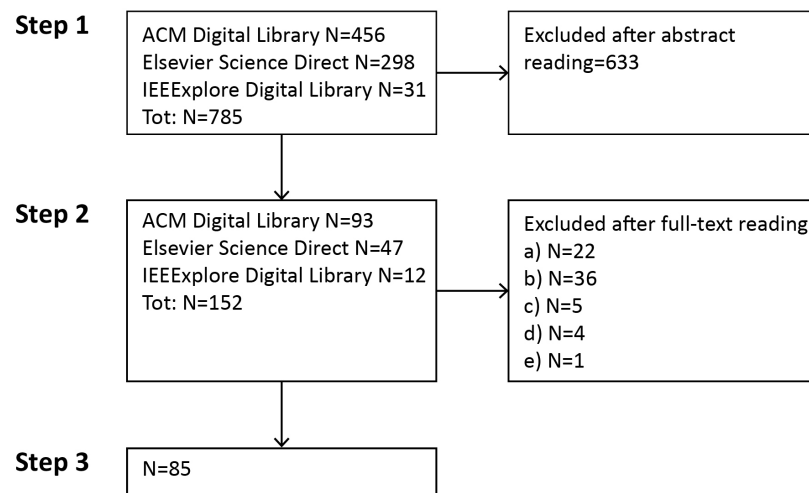 Step 1
ACM Digital Library N=456
Elsevier Science Direct N=298
IEEExplore Digital Library N=31
Tot: N=785
Excluded after abstract
reading=633
Step 2
ACM Digital Library N=93
Elsevier Science Direct N=47
IEEExplore Digital Library N=12
Tot: N=152
Excluded after full-text reading
a) N=22
b) N=36
c) N=5
d) N=4
e) N=1
Step 3
N=85